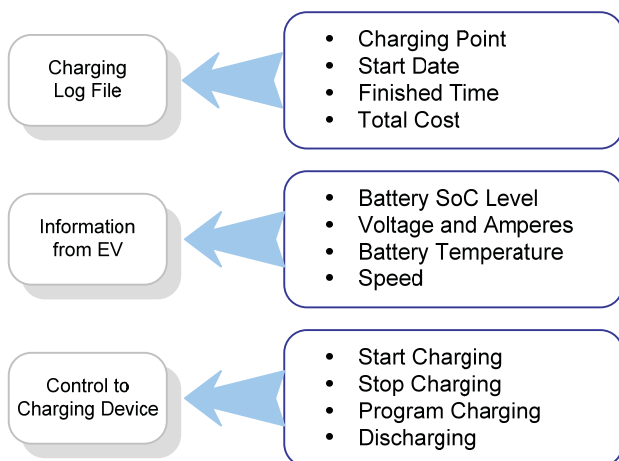 Charging
Log File
• Charging Point
• Start Date
• Finished Time
• Total Cost
Information
from EV
• Battery SoC Level
• Voltage and Amperes
• Battery Temperature
• Speed
Control to
Charging Device
• Start Charging
• Stop Charging
• Program Charging
• Discharging